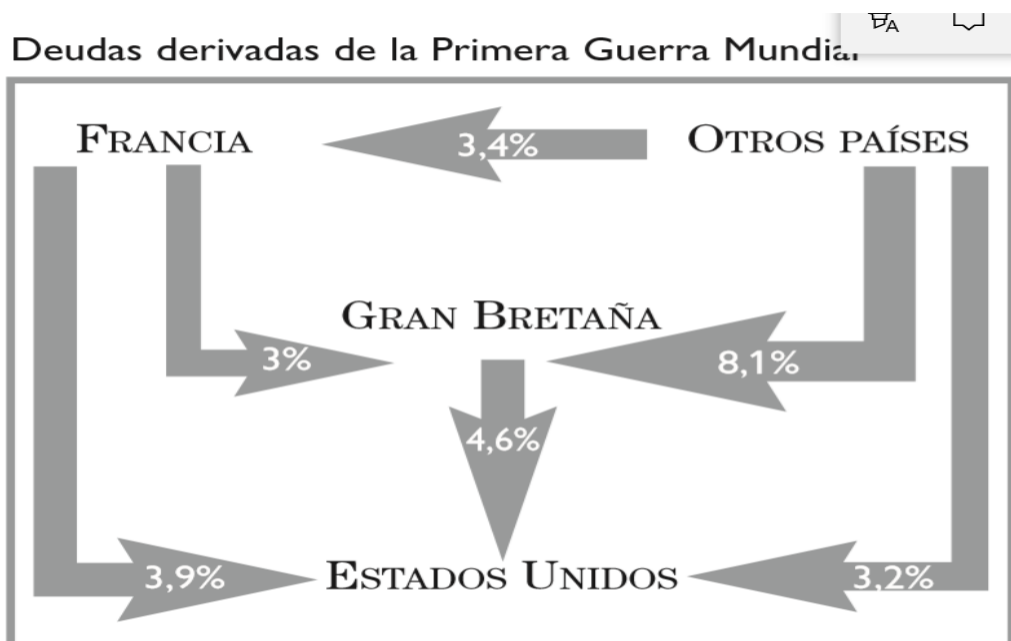 Deudas derivadas de la Primera Guerra Mundial
FRANCIA
3,4%
OTROS PAÍSES
GRAN BRETAÑA
3%
8,1%
4,6%
3,9%
ESTADOS UNIDOS
3,2%